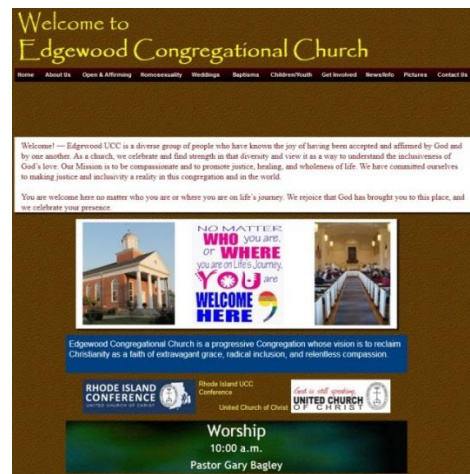 Welcome to
Edgewood Congregational Church
Home About Us Open & Affirming Homosexuality Weddings Baptisms Children/Youth Get Involved News/Info Pictures Contact Us
Welcome! — Edgewood UCC is a diverse group of people who have known the joy of having been accepted and affirmed by God and
by one another. As a church, we celebrate and find strength in that diversity and view it as a way to understand the inclusiveness of
God's love. Our Mission is to be compassionate and to promote justice, healing, and wholeness of life. We have committed ourselves
to making justice and inclusivity a reality in this congregation and in the world.
You are welcome here no matter who you are or where you are on life's journey. We rejoice that God has brought you to this place, and
we celebrate your presence.
NO MATTER
WHO you are,
or WHERE
you are on Life's Journey,
YOU are
WELCOME
HERE
Edgewood Congregational Church is a progressive Congregation whose vision is to reclaim
Christianity as a faith of extravagant grace, radical inclusion, and relentless compassion.
RHODE ISLAND
CONFERENCE
UNITED CHURCH OF CHRIST
Rhode Island UCC
Conference
United Church of Christ
God is still speaking,
UNITED CHURCH
OF CHRIST
Worship
10:00 a.m.
Pastor Gary Bagley